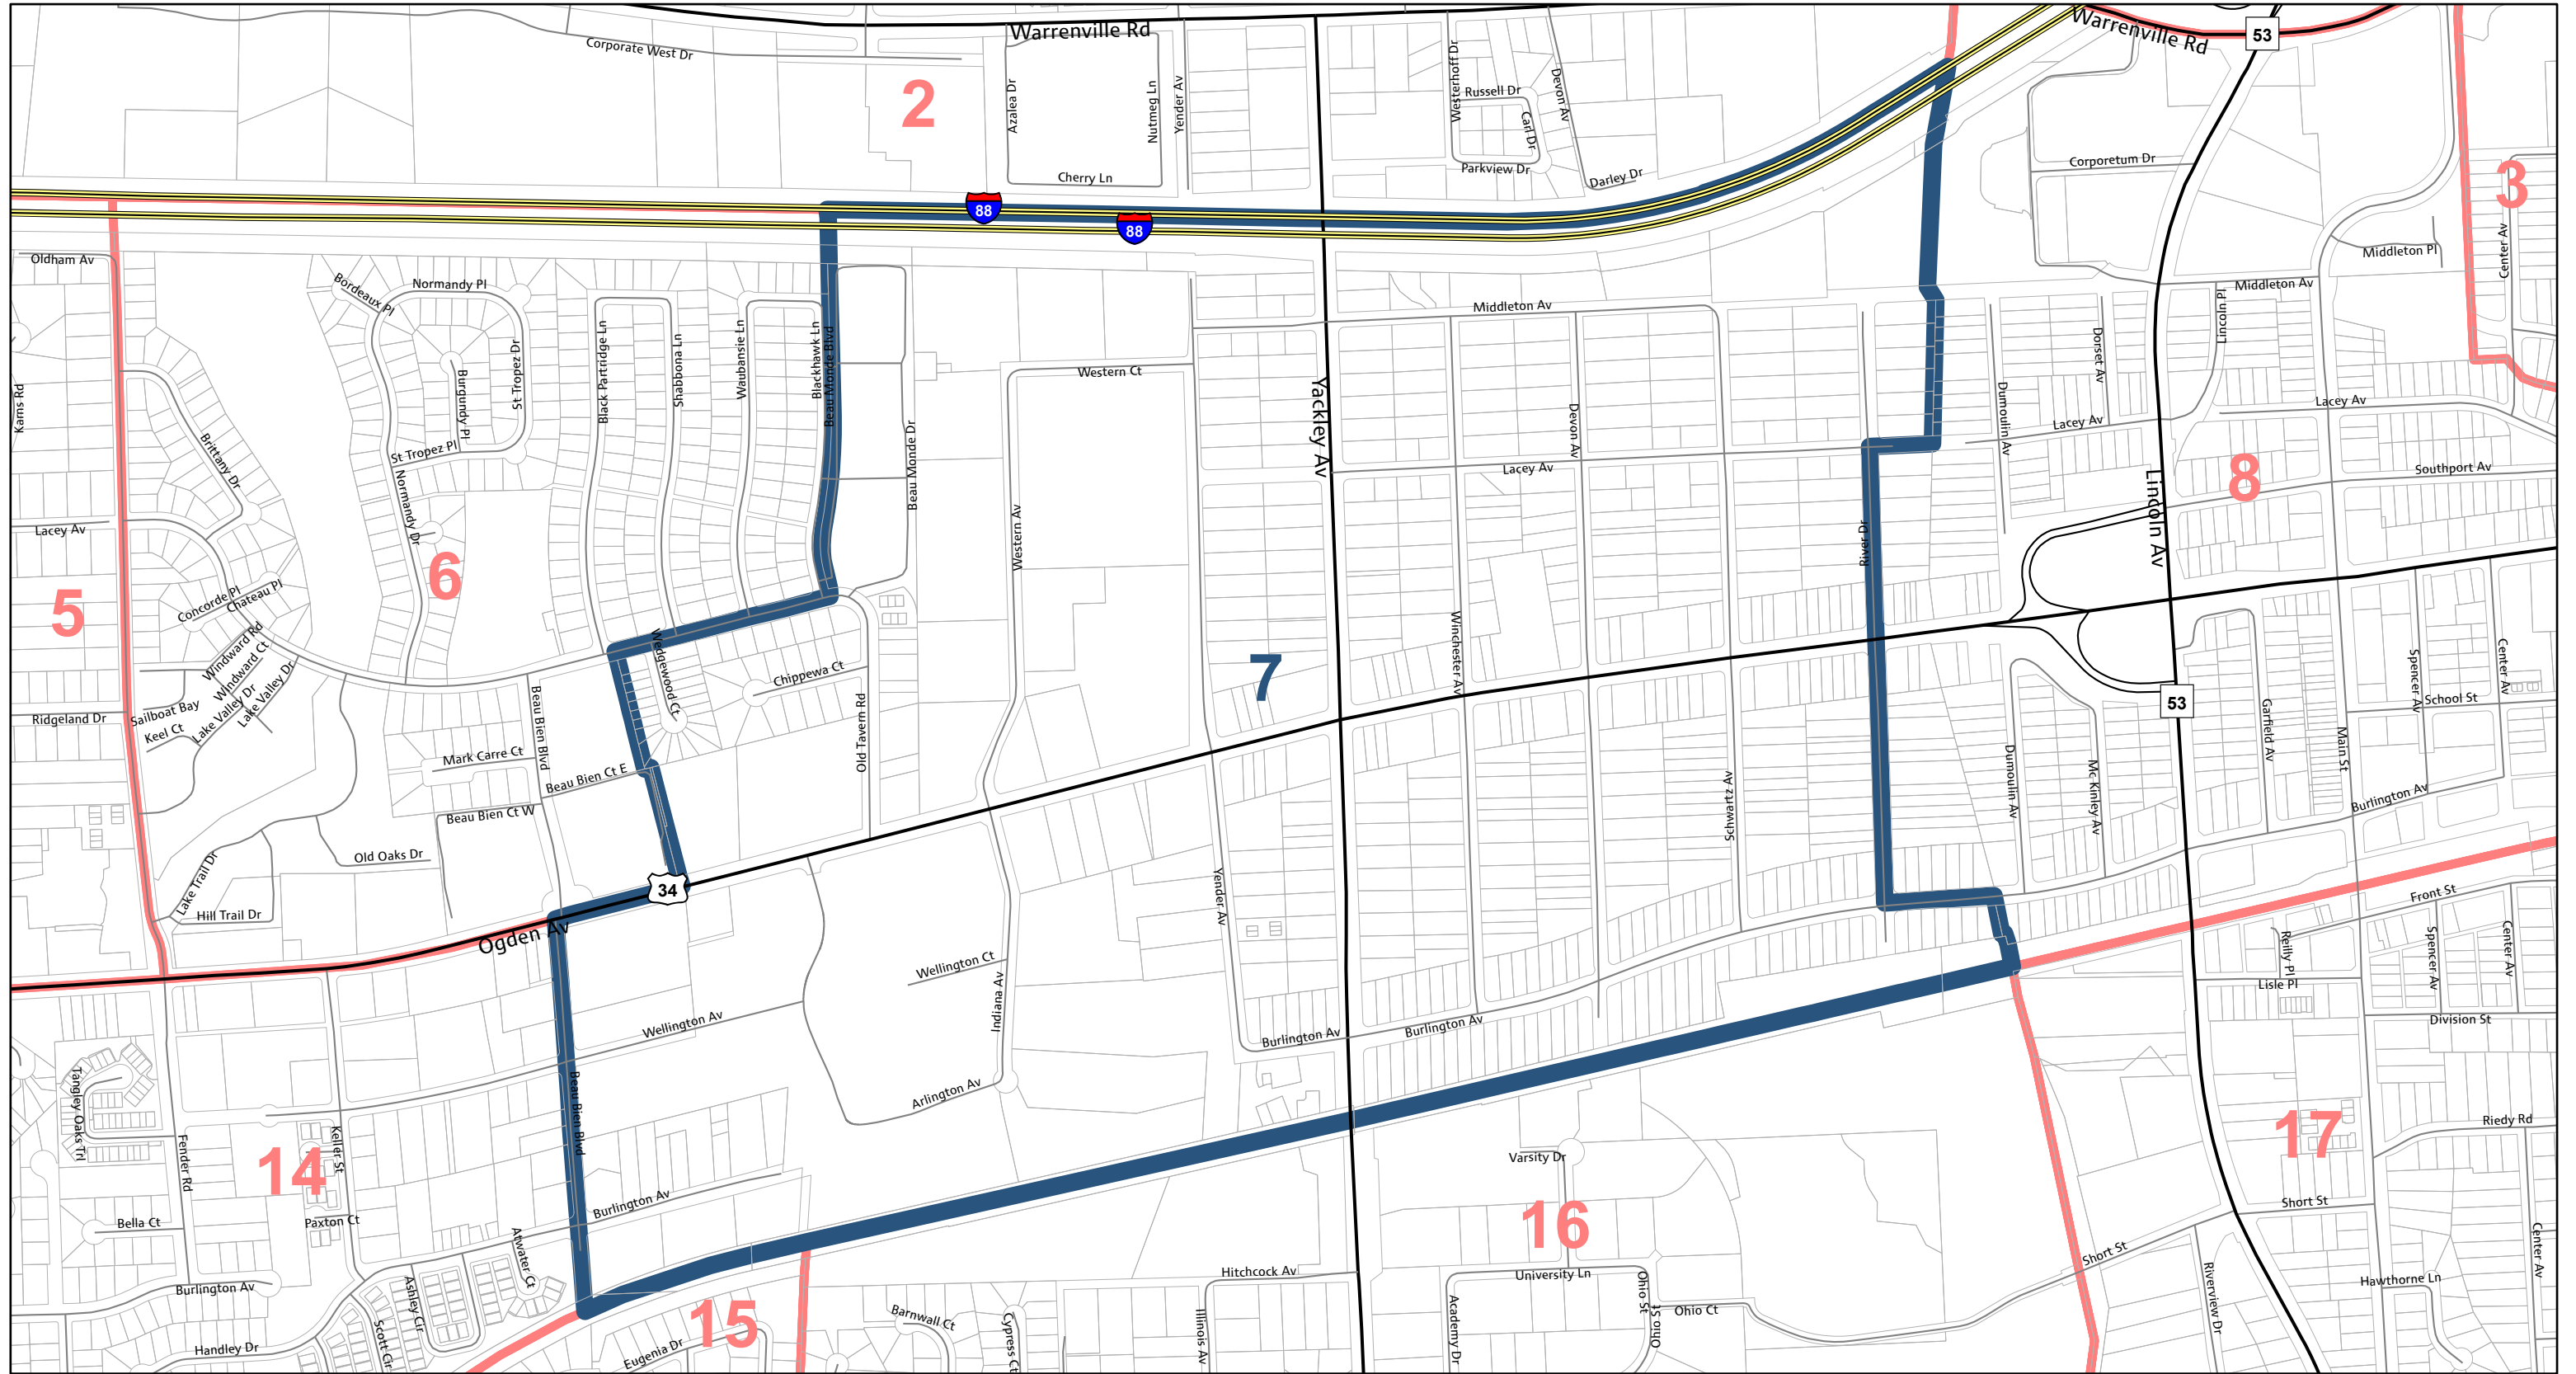 Corporate West Dr
Warrenville Rd
Warrenville Rd
53
2
Azalea Dr
Nutmeg Ln
Yender Av
Westerhoff Dr
Russell Dr
Carl Dr
Devon Av
Parkview Dr
Darley Dr
Cherry Ln
Corporetum Dr
3
88
88
Oldham Av
Bordeaux Pl
Normandy Pl
Middleton Pl
Center Av
Middleton Av
Middleton Av
Lincoln Pl
Karns Rd
Burgundy Pl
St Tropez Dr
Black Partridge Ln
Shabbona Ln
Waubansie Ln
Blackhawk Ln
Beau Monde Blvd
Western Ct
Yackley Av
Dorset Av
Dumoulin Av
Lacey Av
Lacey Av
Brittany Dr
St Tropez Pl
Normandy Dr
Beau Monde Dr
Devon Av
Lacey Av
Lincoln Av
8
Southport Av
Lacey Av
Western Av
River Dr
5
6
Concorde Pl
Chateau Pl
Windward Rd
Windward Ct
Lake Valley Dr
Lake Valley Dr
Sailboat Bay
Keel Ct
Ridgeland Dr
Wedgewood Ct
Chippewa Ct
7
Winchester Av
53
Spencer Av
Center Av
School St
Beau Bien Blvd
Old Tavern Rd
Garfield Av
Main St
Mark Carre Ct
Beau Bien Ct E
Beau Bien Ct W
Schwartz Av
Dumoulin Av
Mc Kinley Av
Burlington Av
Old Oaks Dr
Lake Trail Dr
Hill Trail Dr
34
Ogden Av
Yender Av
Front St
Wellington Ct
Indiana Av
Reilly Pl
Spencer Av
Center Av
Lisle Pl
Wellington Av
Burlington Av
Burlington Av
Division St
Tangley Oaks Trl
Fender Rd
Keller St
14
Beau Bien Blvd
Arlington Av
17
Riedy Rd
Varsity Dr
Bella Ct
Paxton Ct
Burlington Av
16
Short St
Short St
Center Av
Atwater Ct
Burlington Av
Hitchcock Av
University Ln
Ohio St
Ohio St
Ohio Ct
Riverview Dr
Hawthorne Ln
Ashley Cir
Scott Cir
15
Handley Dr
Eugenia Dr
Barnwall Ct
Cypress Ct
Illinois Av
Academy Dr